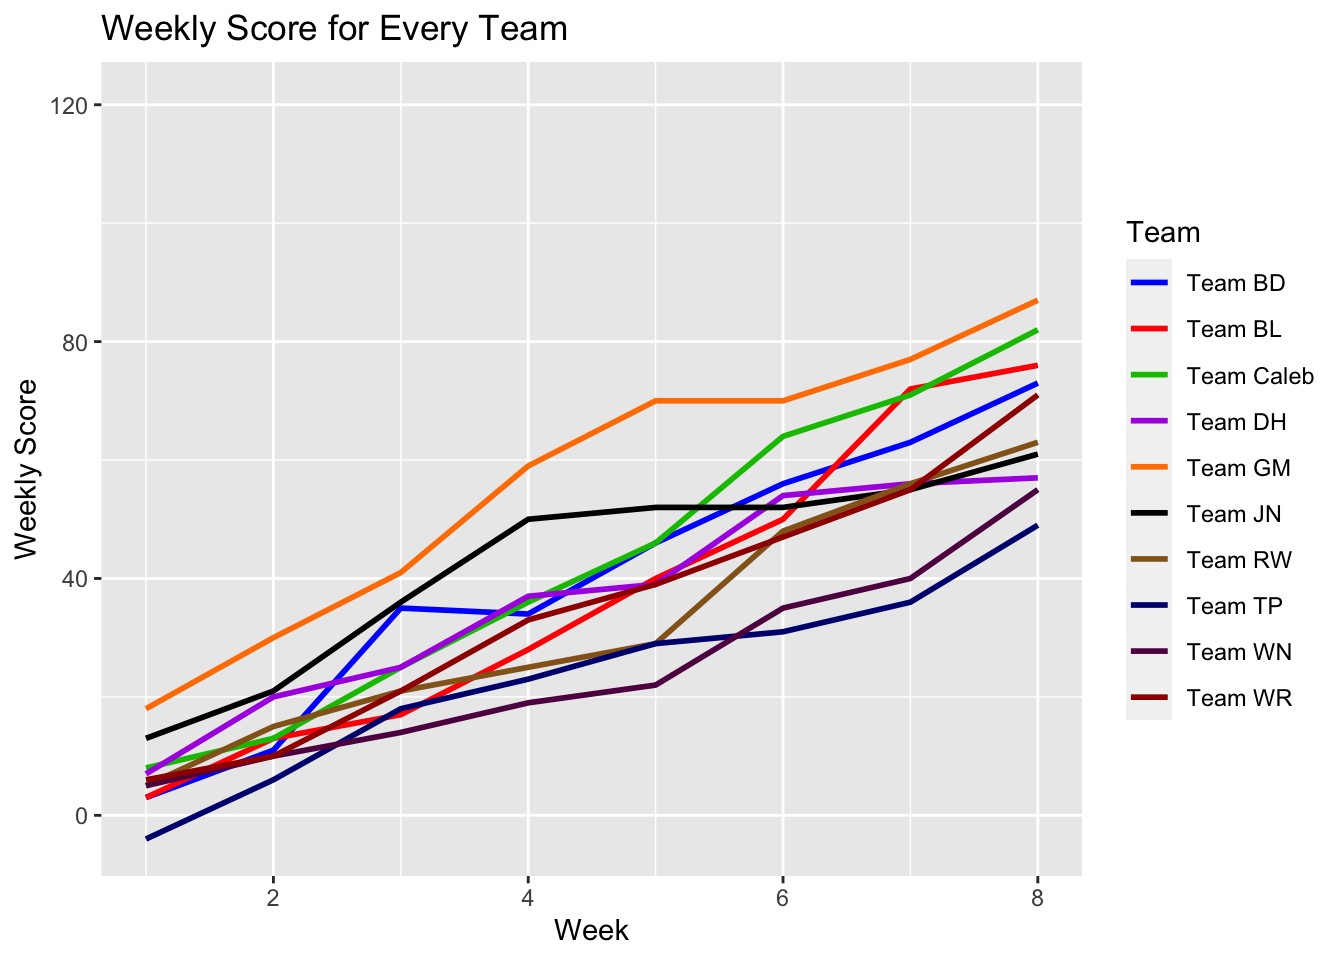 Weekly Score for Every Team
120
80
40
0
Weekly Score
2 4 6 8
Week
Team
Team BD
Team BL
Team Caleb
Team DH
Team GM
Team JN
Team RW
Team TP
Team WN
Team WR